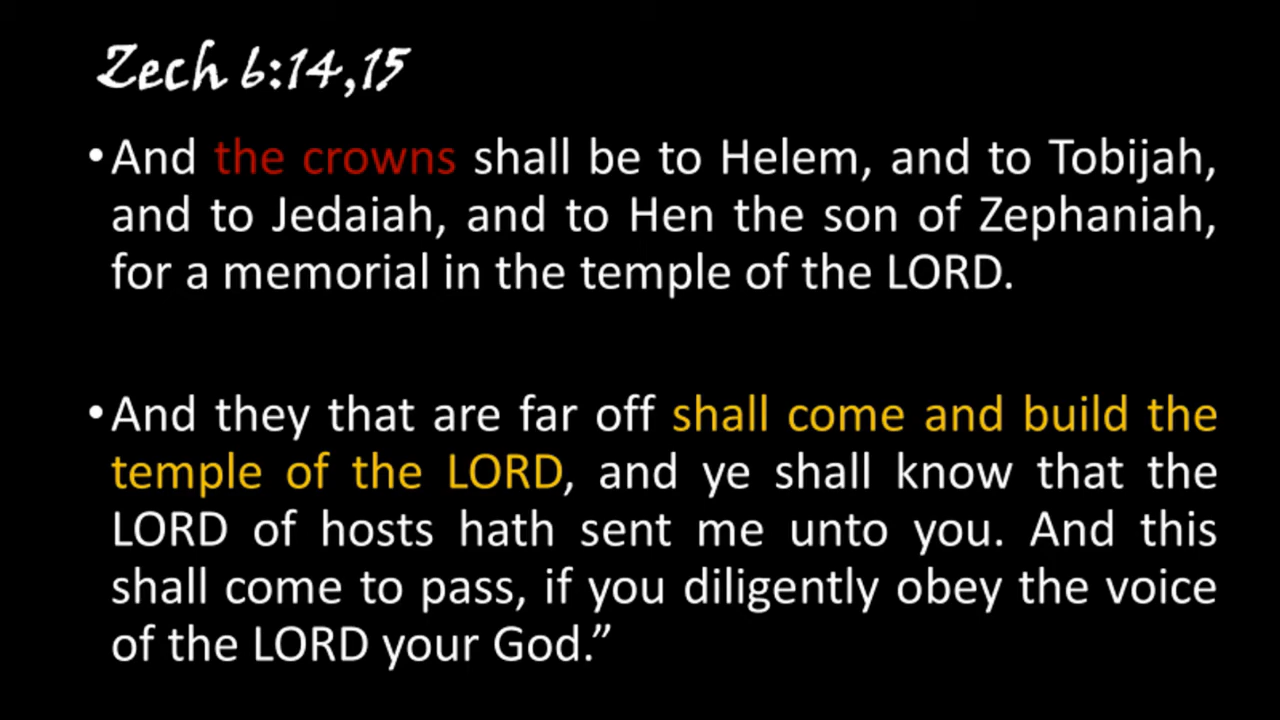 Zech 6:14,15
•And the crowns shall be to Helem, and to Tobijah,
and to Jedaiah, and to Hen the son of Zephaniah,
for a memorial in the temple of the LORD.
•And they that are far off shall come and build the
temple of the LORD, and ye shall know that the
LORD of hosts hath sent me unto you. And this
shall come to pass, if you diligently obey the voice
of the LORD your God.”